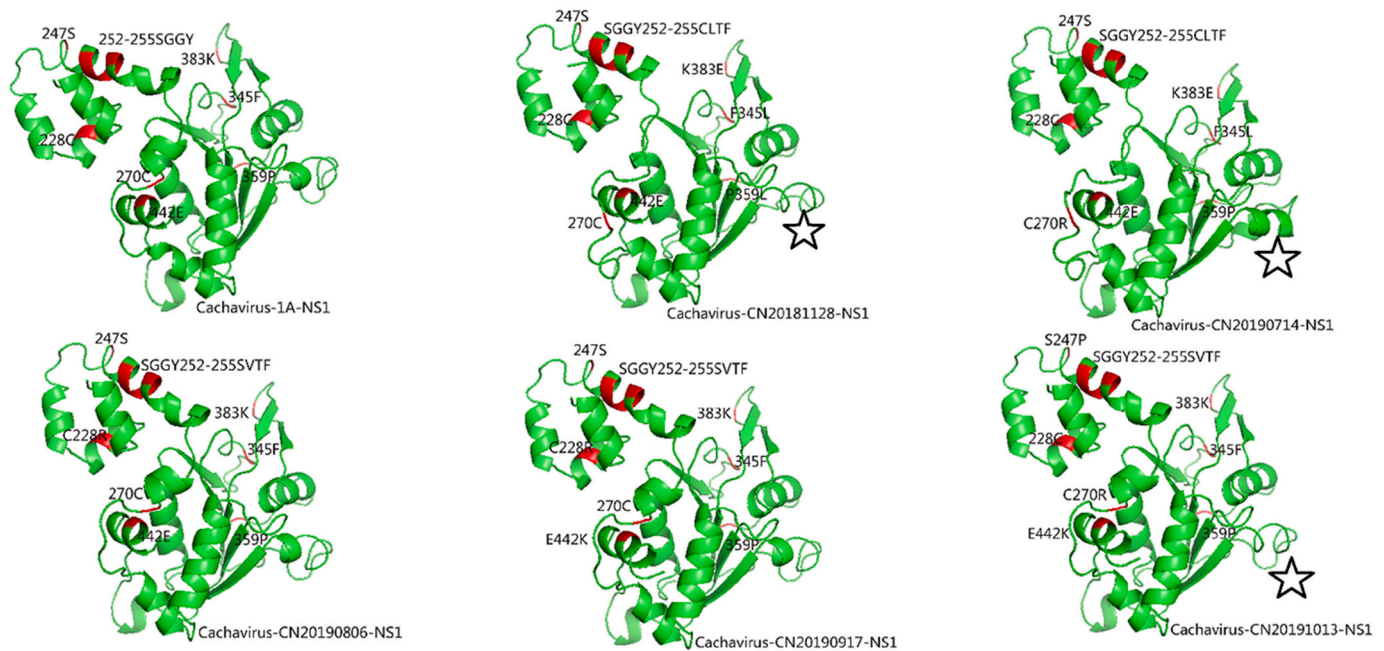 247S
252-255SGGY
383K
345F
228C
270C
359P
442E
Cachavirus-1A-NS1
247S
SGGY252-255CLTF
K383E
F345L
228C
442E
P359L
270C
Cachavirus-CN20181128-NS1
247S
SGGY252-255CLTF
K383E
228C
F345L
442E
359P
C270R
Cachavirus-CN20190714-NS1
247S
SGGY252-255SVTF
383K
C228R
345F
270C
442E
359P
Cachavirus-CN20190806-NS1
247S
SGGY252-255SVTF
383K
C228R
345F
270C
E442K
359P
Cachavirus-CN20190917-NS1
S247P
SGGY252-255SVTF
383K
228C
345F
C270R
E442K
359P
Cachavirus-CN20191013-NS1